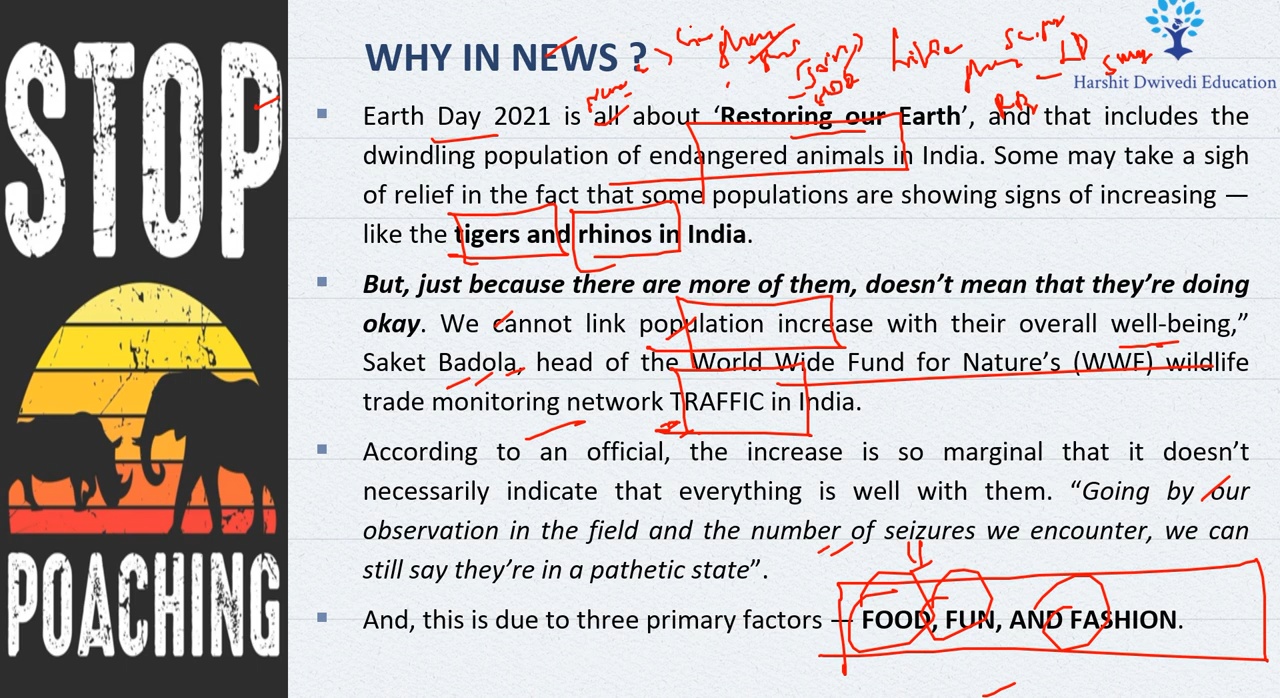 STOP
POACHING
WHY IN NEWS ?
Harshit Dwivedi Education
Earth Day 2021 is all about ‘Restoring our Earth’, and that includes the
dwindling population of endangered animals in India. Some may take a sigh
of relief in the fact that some populations are showing signs of increasing —
like the tigers and rhinos in India.
But, just because there are more of them, doesn’t mean that they’re doing
okay. We cannot link population increase with their overall well-being,”
Saket Badola, head of the World Wide Fund for Nature’s (WWF) wildlife
trade monitoring network TRAFFIC in India.
According to an official, the increase is so marginal that it doesn’t
necessarily indicate that everything is well with them. “Going by our
observation in the field and the number of seizures we encounter, we can
still say they’re in a pathetic state”.
And, this is due to three primary factors — FOOD, FUN, AND FASHION.